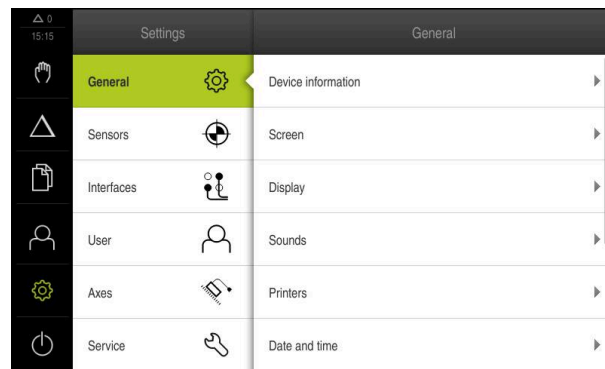 △ 0
15:15
Settings
General
General
Sensors
Interfaces
User
Axes
Service
Device information
Screen
Display
Sounds
Printers
Date and time